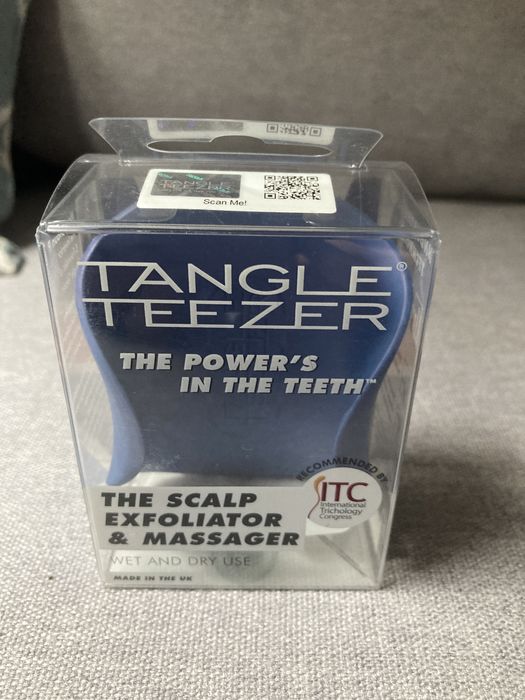 Scan Me!
TANGLE
TEEZER®
THE POWER'S
IN THE TEETH™
RECOMMENDED BY
ITC
International
Trichology
Congress
THE SCALP
EXFOLIATOR
& MASSAGER
WET AND DRY USE
MADE IN THE UK